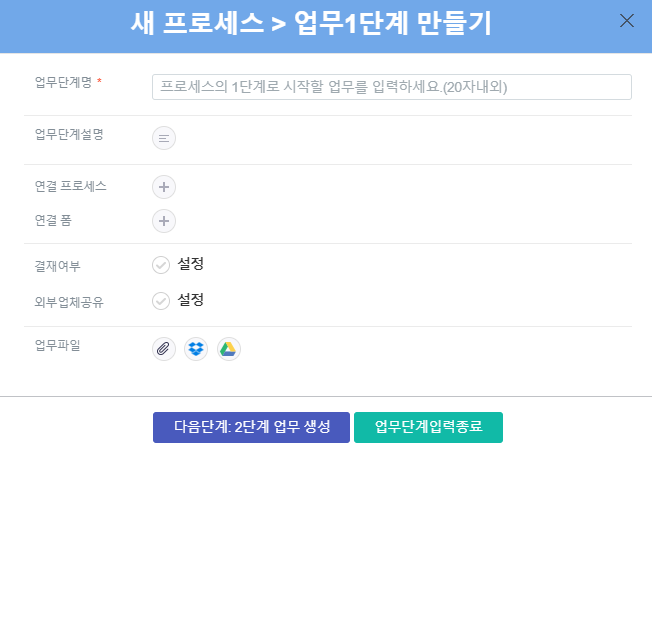 새 프로세스 > 업무1단계 만들기
업무단계명 *
프로세스의 1단계로 시작할 업무를 입력하세요.(20자내외)
업무단계설명
연결 프로세스
연결 폼
결재여부 설정
외부업체공유 설정
업무파일
다음단계: 2단계 업무 생성 업무단계입력종료